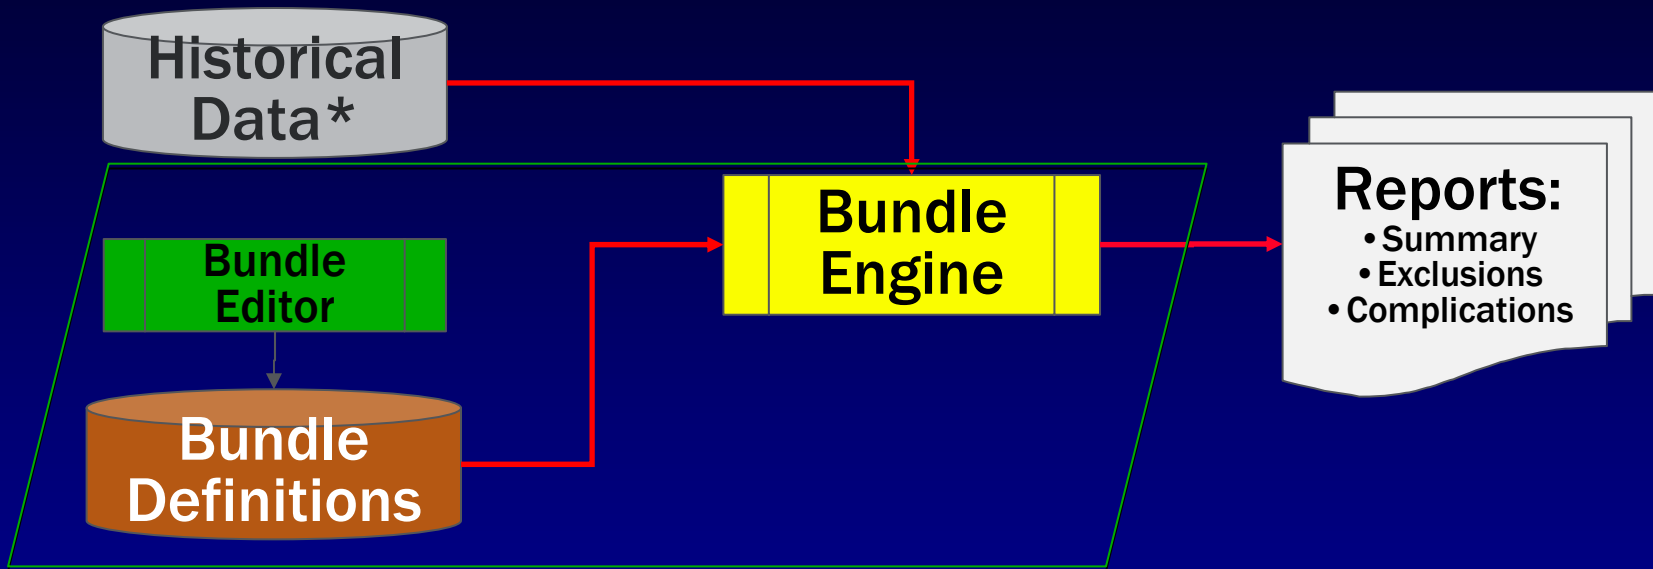 Historical
Data*
Bundle
Editor
Bundle
Definitions
Bundle
Engine
Reports:
•Summary
•Exclusions
•Complications